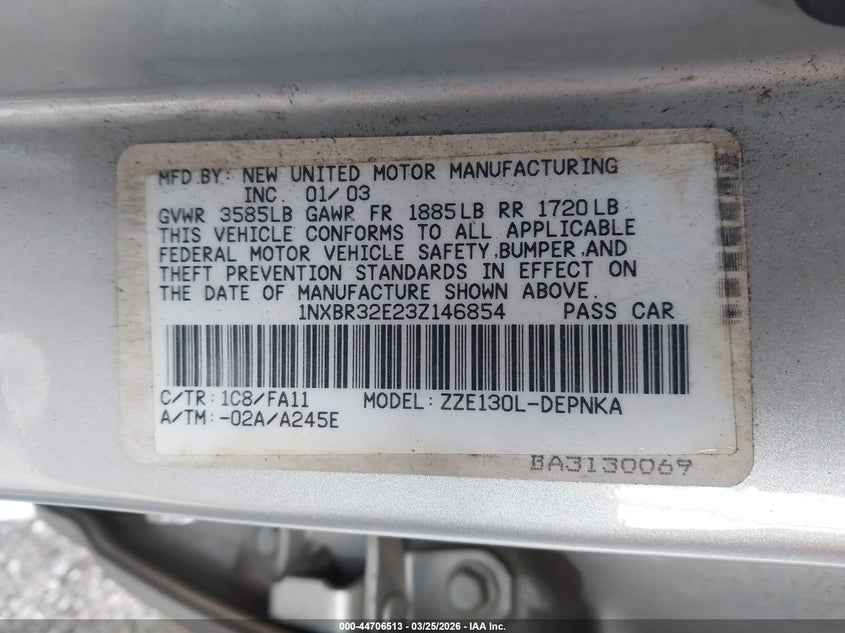 MFD.BY: NEW UNITED MOTOR MANUFACTURING
INC. 01/03
GVWR 3585LB GAWR FR 1885LB RR 1720LB
THIS VEHICLE CONFORMS TO ALL APPLICABLE
FEDERAL MOTOR VEHICLE SAFETY,BUMPER,AND
THEFT PREVENTION STANDARDS IN EFFECT ON
THE DATE OF MANUFACTURE SHOWN ABOVE.
1NXBR32E23Z146854 PASS CAR
C/TR:1C8/FA11 MODEL:ZZE130L-DEPNKA
A/TM:-02A/A245E
BA3130069
000-44706513 — 03/25/2026 — IAA Inc.